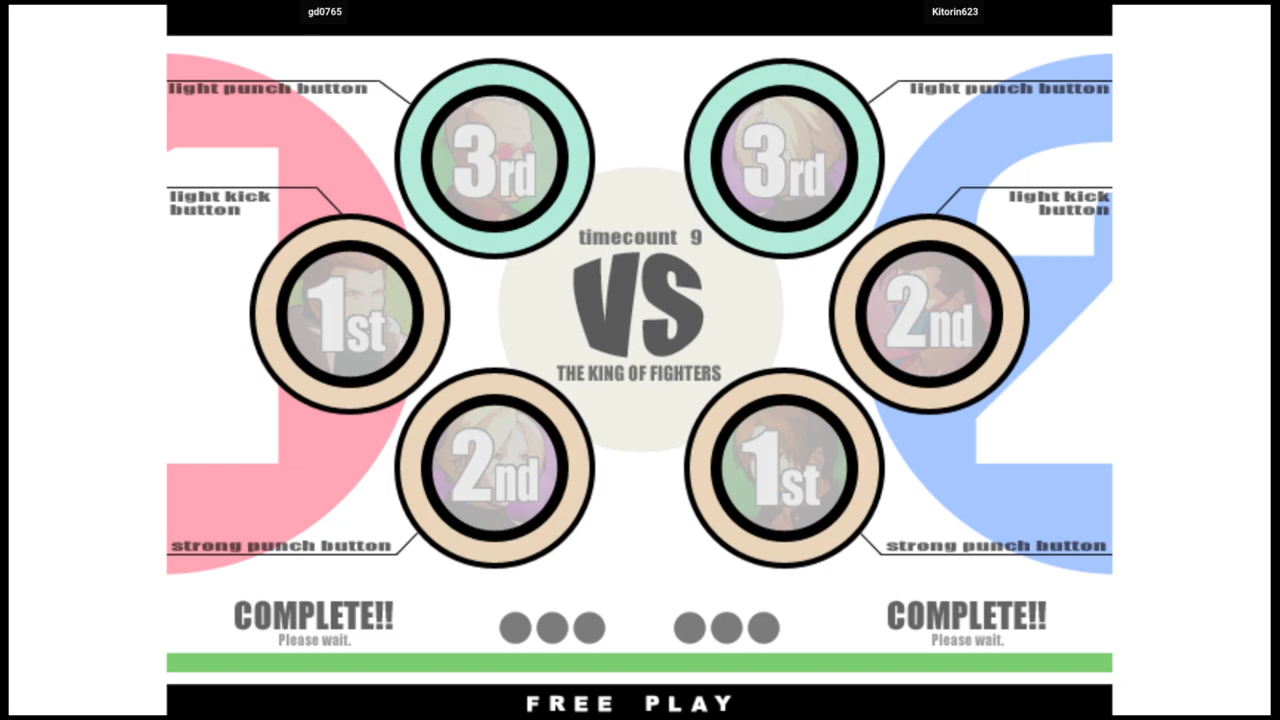 gd0765
Kitorin623
light punch button
light punch button
3rd
3rd
light kick
button
light kick
button
timecount 9
VS
THE KING OF FIGHTERS
1st
2nd
2nd
1st
strong punch button
strong punch button
COMPLETE!!
Please wait.
COMPLETE!!
Please wait.
FREE PLAY